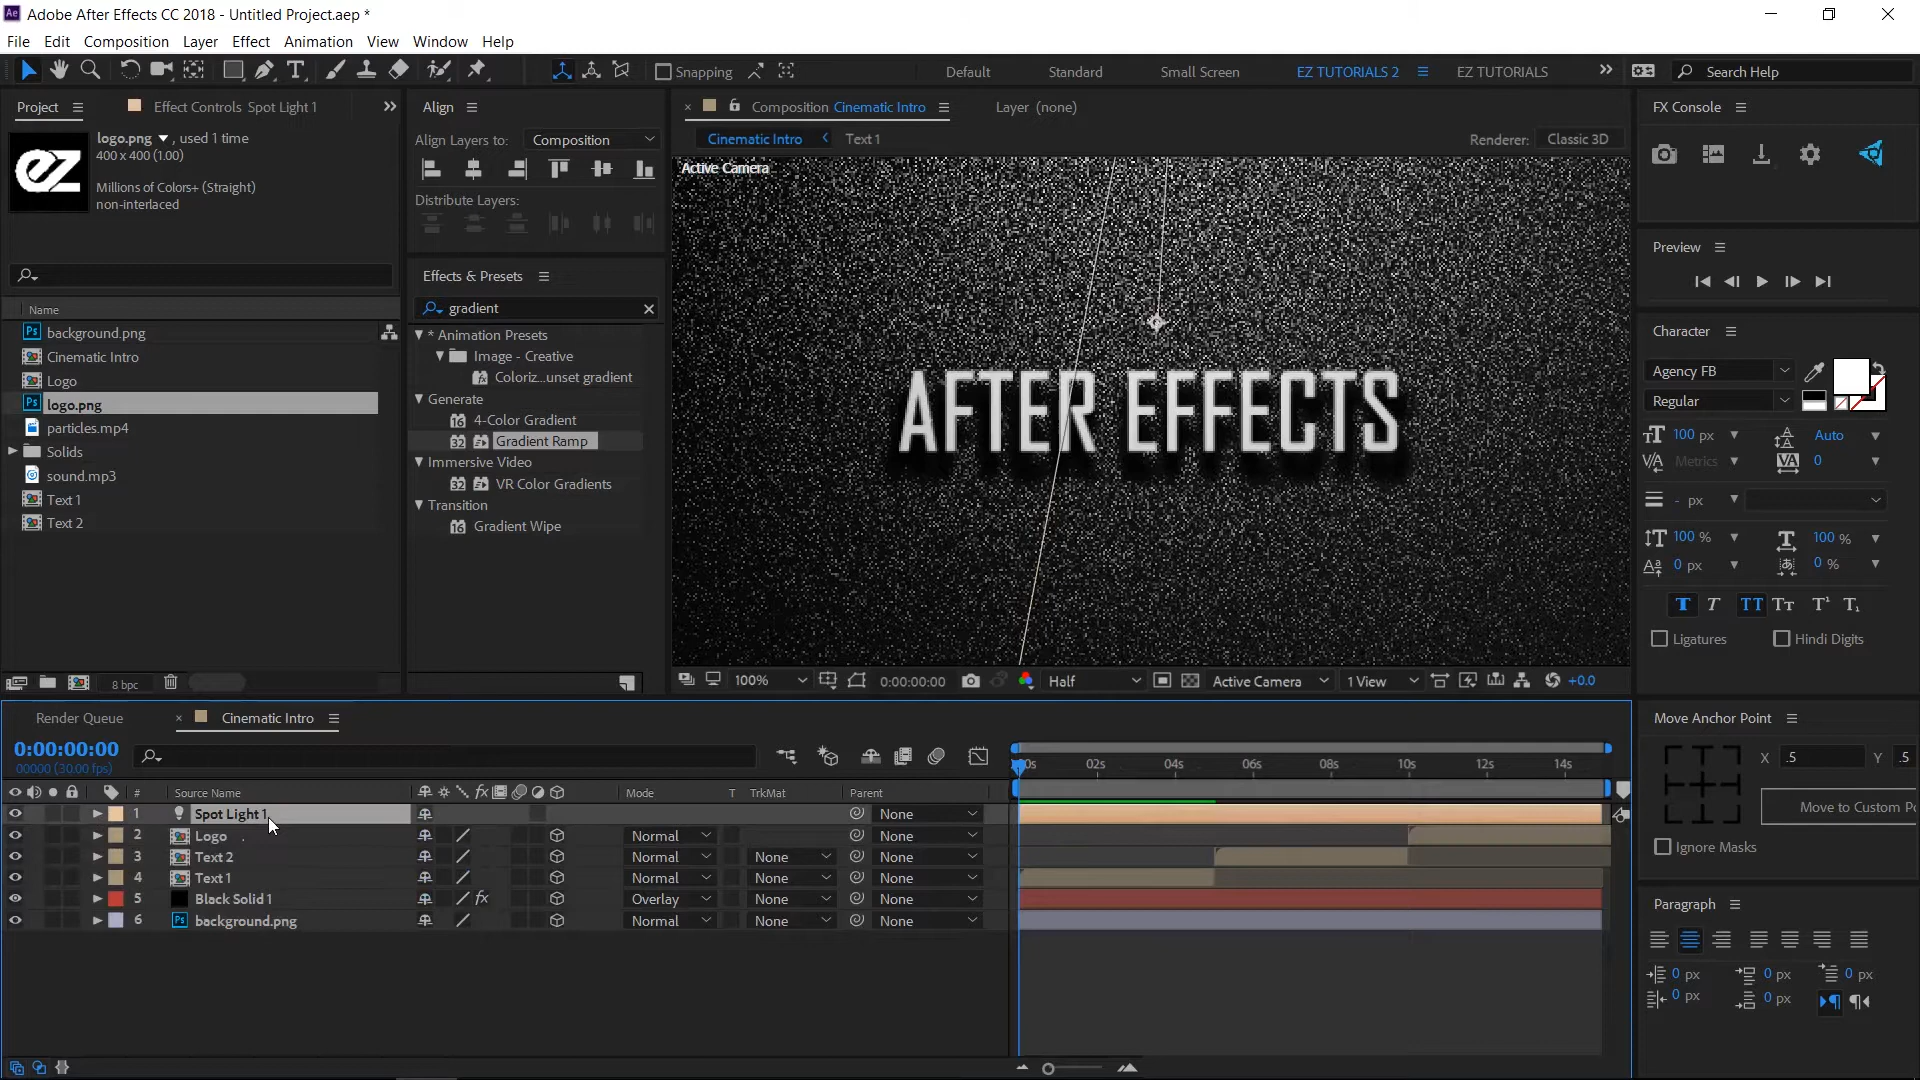 Adobe After Effects CC 2018 - Untitled Project.aep *
File Edit Composition Layer Effect Animation View Window Help
Snapping
Default Standard Small Screen EZ TUTORIALS 2 EZ TUTORIALS Search Help
Project Effect Controls Spot Light 1
logo.png , used 1 time
400 x 400 (1.00)
Millions of Colors+ (Straight)
non-interlaced
Name
background.png
Cinematic Intro
Logo
logo.png
particles.mp4
Solids
sound.mp3
Text 1
Text 2
8 bpc
Align
Align Layers to: Composition
Distribute Layers:
Effects & Presets
gradient
* Animation Presets
Image - Creative
Coloriz...unset gradient
Generate
4-Color Gradient
Gradient Ramp
Immersive Video
VR Color Gradients
Transition
Gradient Wipe
Composition Cinematic Intro Layer (none)
Cinematic Intro Text 1 Renderer: Classic 3D
Active Camera
AFTER EFFECTS
100% 0:00:00:00 Half Active Camera 1 View +0.0
FX Console
Preview
Character
Agency FB
Regular
100 px Auto
Metrics 0
- px
100 % 100 %
0 px 0 %
T T TT Tt T¹ T₁
Ligatures Hindi Digits
Render Queue Cinematic Intro
0:00:00:00
00000 (30.00 fps)
# Source Name Mode T TrkMat Parent
1 Spot Light 1 None
2 Logo Normal None
3 Text 2 Normal None None
4 Text 1 Normal None None
5 Black Solid 1 fx Overlay None None
6 background.png Normal None None
02s 04s 06s 08s 10s 12s 14s
Move Anchor Point
X .5 Y .5
Move to Custom Po
Ignore Masks
Paragraph
0 px 0 px 0 px
0 px 0 px